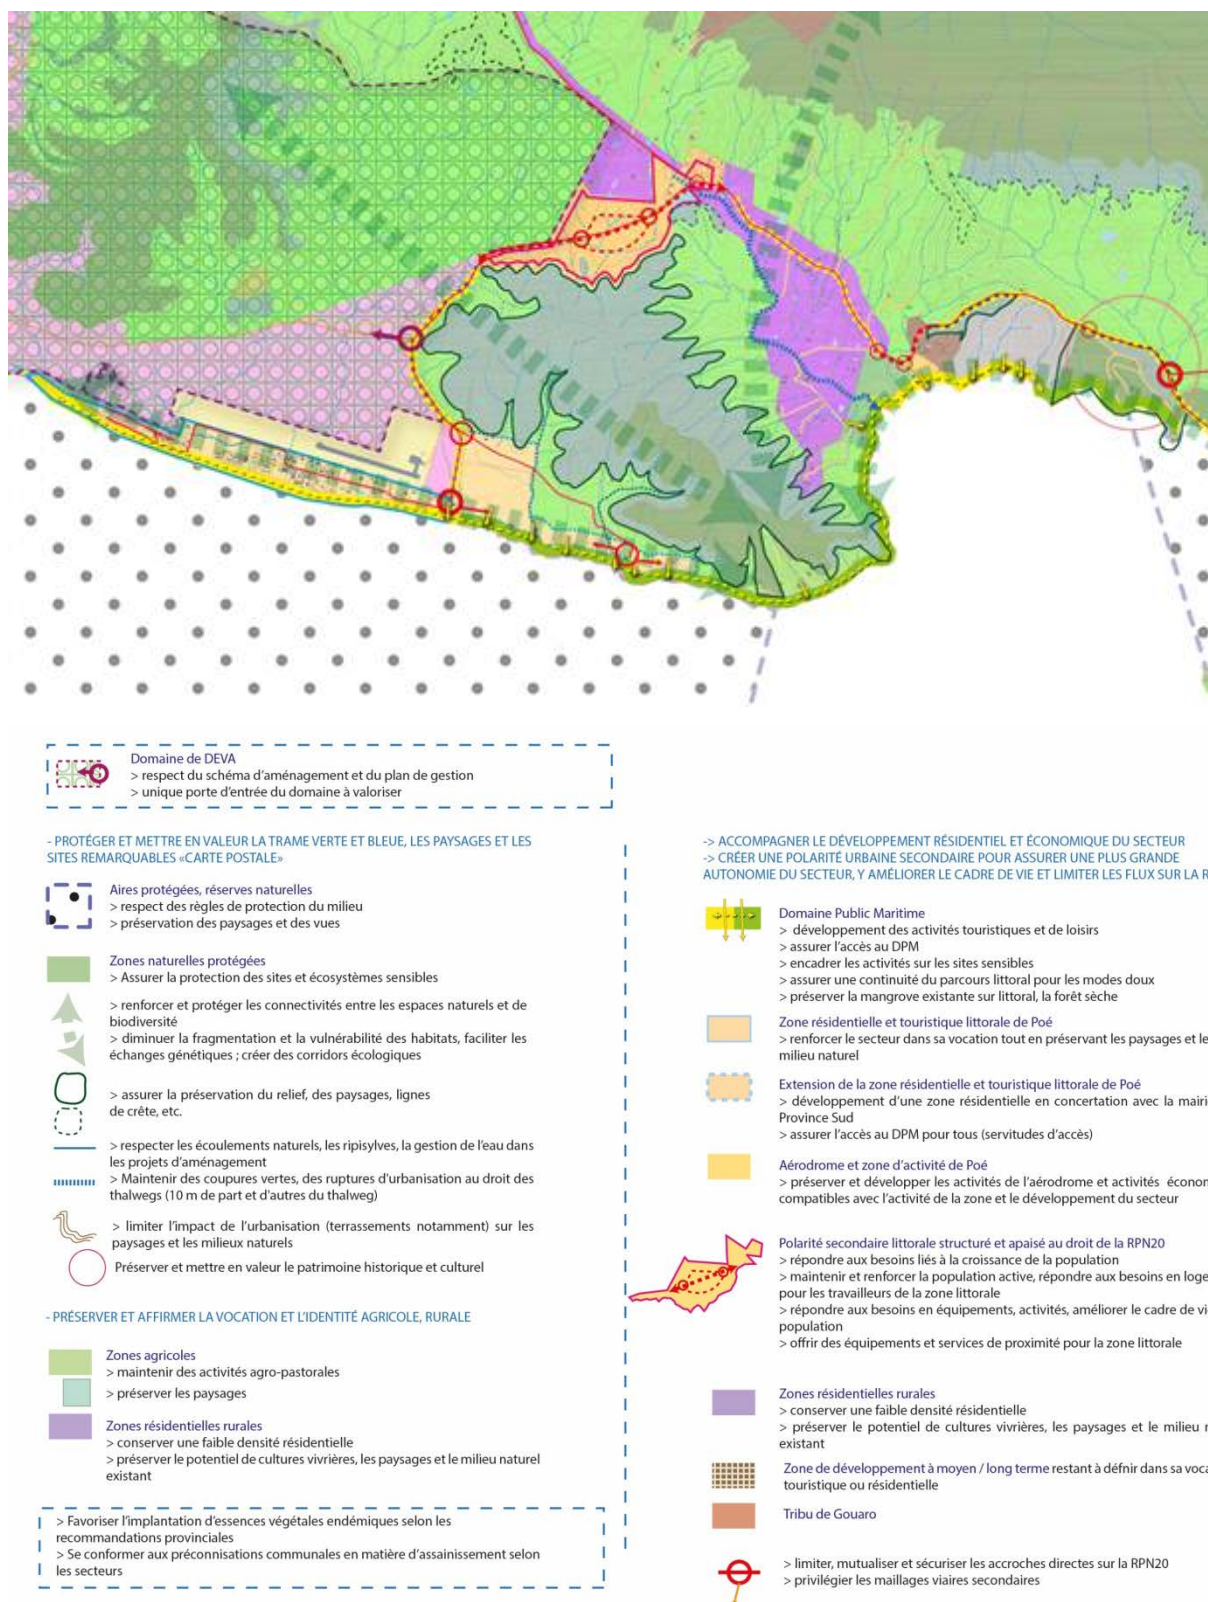 Domaine de DEVA
> respect du schéma d'aménagement et du plan de gestion
> unique porte d'entrée du domaine à valoriser
- PROTÉGER ET METTRE EN VALEUR LA TRAME VERTE ET BLEUE, LES PAYSAGES ET LES
SITES REMARQUABLES «CARTE POSTALE»
Aires protégées, réserves naturelles
> respect des règles de protection du milieu
> préservation des paysages et des vues
Zones naturelles protégées
> Assurer la protection des sites et écosystèmes sensibles
> renforcer et protéger les connectivités entre les espaces naturels et de
biodiversité
> diminuer la fragmentation et la vulnérabilité des habitats, faciliter les
échanges génétiques ; créer des corridors écologiques
> assurer la préservation du relief, des paysages, lignes
de crête, etc.
> respecter les écoulements naturels, les ripisylves, la gestion de l'eau dans
les projets d'aménagement
> Maintenir des coupures vertes, des ruptures d'urbanisation au droit des
thalwegs (10 m de part et d'autres du thalweg)
> limiter l'impact de l'urbanisation (terrassements notamment) sur les
paysages et les milieux naturels
Préserver et mettre en valeur le patrimoine historique et culturel
- PRÉSERVER ET AFFIRMER LA VOCATION ET L'IDENTITÉ AGRICOLE, RURALE
Zones agricoles
> maintenir des activités agro-pastorales
> préserver les paysages
Zones résidentielles rurales
> conserver une faible densité résidentielle
> préserver le potentiel de cultures vivrières, les paysages et le milieu naturel
existant
> Favoriser l'implantation d'essences végétales endémiques selon les
recommandations provinciales
> Se conformer aux préconnisations communales en matière d'assainissement selon
les secteurs
-> ACCOMPAGNER LE DÉVELOPPEMENT RÉSIDENTIEL ET ÉCONOMIQUE DU SECTEUR
-> CRÉER UNE POLARITÉ URBAINE SECONDAIRE POUR ASSURER UNE PLUS GRANDE
AUTONOMIE DU SECTEUR, Y AMÉLIORER LE CADRE DE VIE ET LIMITER LES FLUX SUR LA R
Domaine Public Maritime
> développement des activités touristiques et de loisirs
> assurer l'accès au DPM
> encadrer les activités sur les sites sensibles
> assurer une continuité du parcours littoral pour les modes doux
> préserver la mangrove existante sur littoral, la forêt sèche
Zone résidentielle et touristique littorale de Poé
> renforcer le secteur dans sa vocation tout en préservant les paysages et le
milieu naturel
Extension de la zone résidentielle et touristique littorale de Poé
> développement d'une zone résidentielle en concertation avec la mairi
Province Sud
> assurer l'accès au DPM pour tous (servitudes d'accès)
Aérodrome et zone d'activité de Poé
> préserver et développer les activités de l'aérodrome et activités économ
compatibles avec l'activité de la zone et le développement du secteur
Polarité secondaire littorale structuré et apaisé au droit de la RPN20
> répondre aux besoins liés à la croissance de la population
> maintenir et renforcer la population active, répondre aux besoins en loge
pour les travailleurs de la zone littorale
> répondre aux besoins en équipements, activités, améliorer le cadre de vi
population
> offrir des équipements et services de proximité pour la zone littorale
Zones résidentielles rurales
> conserver une faible densité résidentielle
> préserver le potentiel de cultures vivrières, les paysages et le milieu n
existant
Zone de développement à moyen / long terme restant à défnir dans sa voca
touristique ou résidentielle
Tribu de Gouaro
> limiter, mutualiser et sécuriser les accroches directes sur la RPN20
> privilégier les maillages viaires secondaires